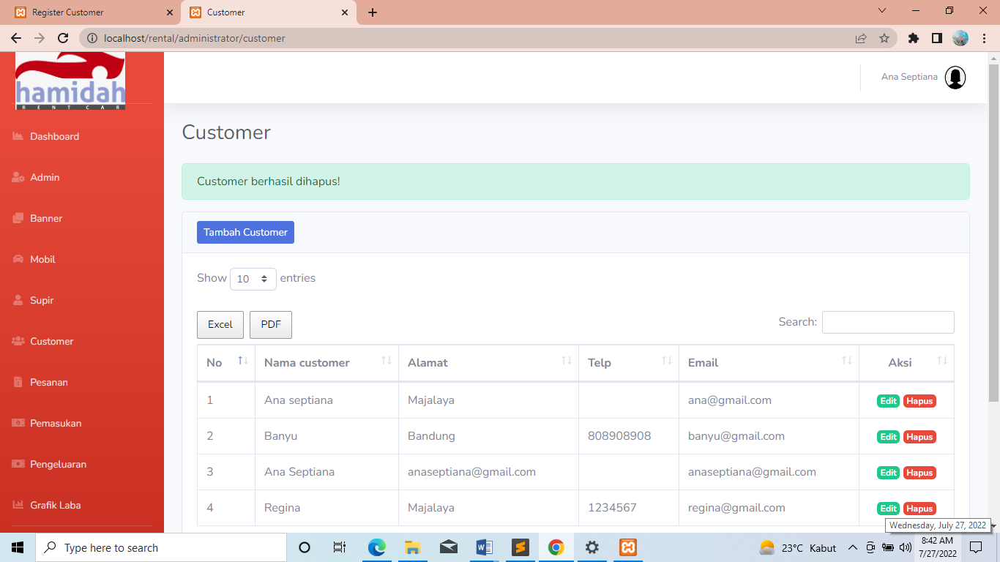 Register Customer
Customer
localhost/rental/administrator/customer
hamidah
RENTCAR
Ana Septiana
Dashboard
Admin
Banner
Mobil
Supir
Customer
Pesanan
Pemasukan
Pengeluaran
Grafik Laba
Customer
Customer berhasil dihapus!
Tambah Customer
Show 10 entries
Excel PDF Search:
No Nama customer Alamat Telp Email Aksi
1 Ana septiana Majalaya ana@gmail.com Edit Hapus
2 Banyu Bandung 808908908 banyu@gmail.com Edit Hapus
3 Ana Septiana anaseptiana@gmail.com anaseptiana@gmail.com Edit Hapus
4 Regina Majalaya 1234567 regina@gmail.com Edit Hapus
Wednesday, July 27, 2022
Type here to search
23°C Kabut
8:42 AM
7/27/2022